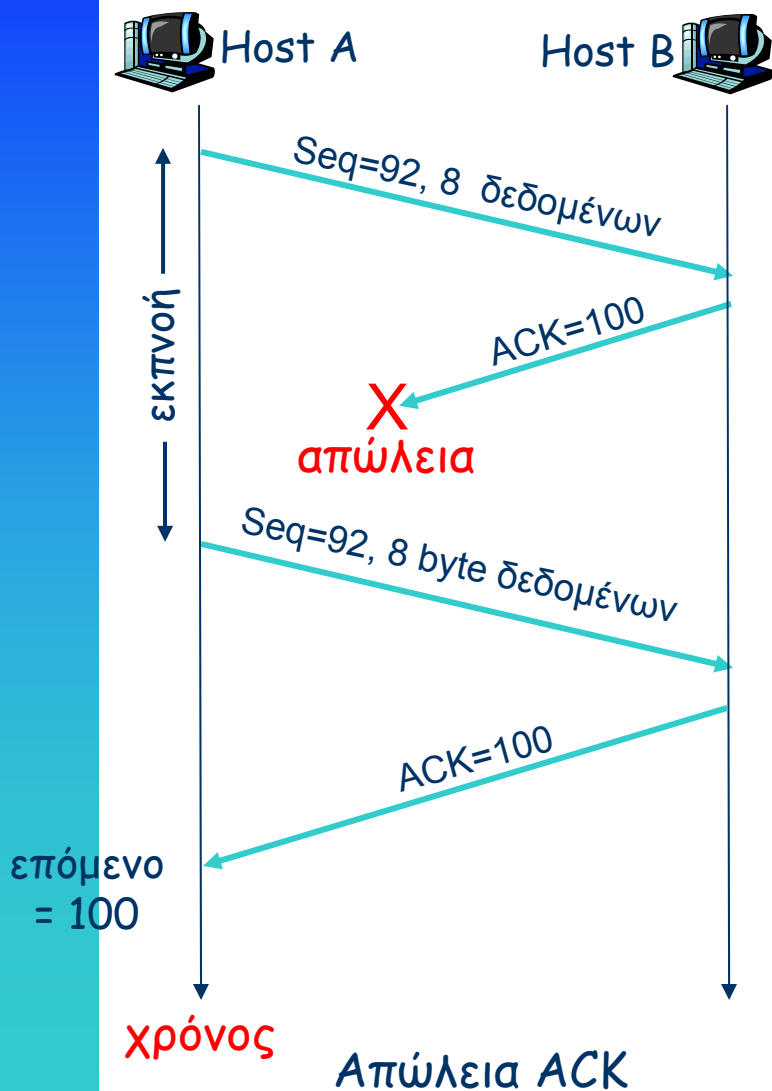 Host A
Host B
Seq=92, 8 δεδομένων
εκπνοή
ACK=100
X
απώλεια
Seq=92, 8 byte δεδομένων
ACK=100
επόμενο
= 100
χρόνος
Απώλεια ACK